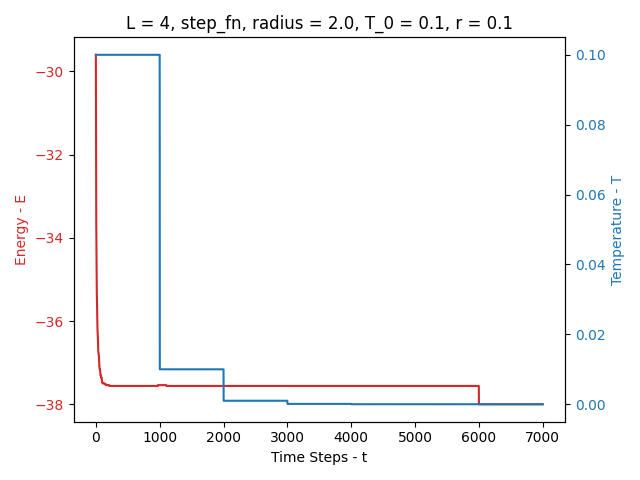 L = 4, step_fn, radius = 2.0, T_0 = 0.1, r = 0.1
Energy - E
−30
−32
−34
−36
−38
0.10
0.08
0.06
0.04
0.02
0.00
Temperature - T
0 1000 2000 3000 4000 5000 6000 7000
Time Steps - t